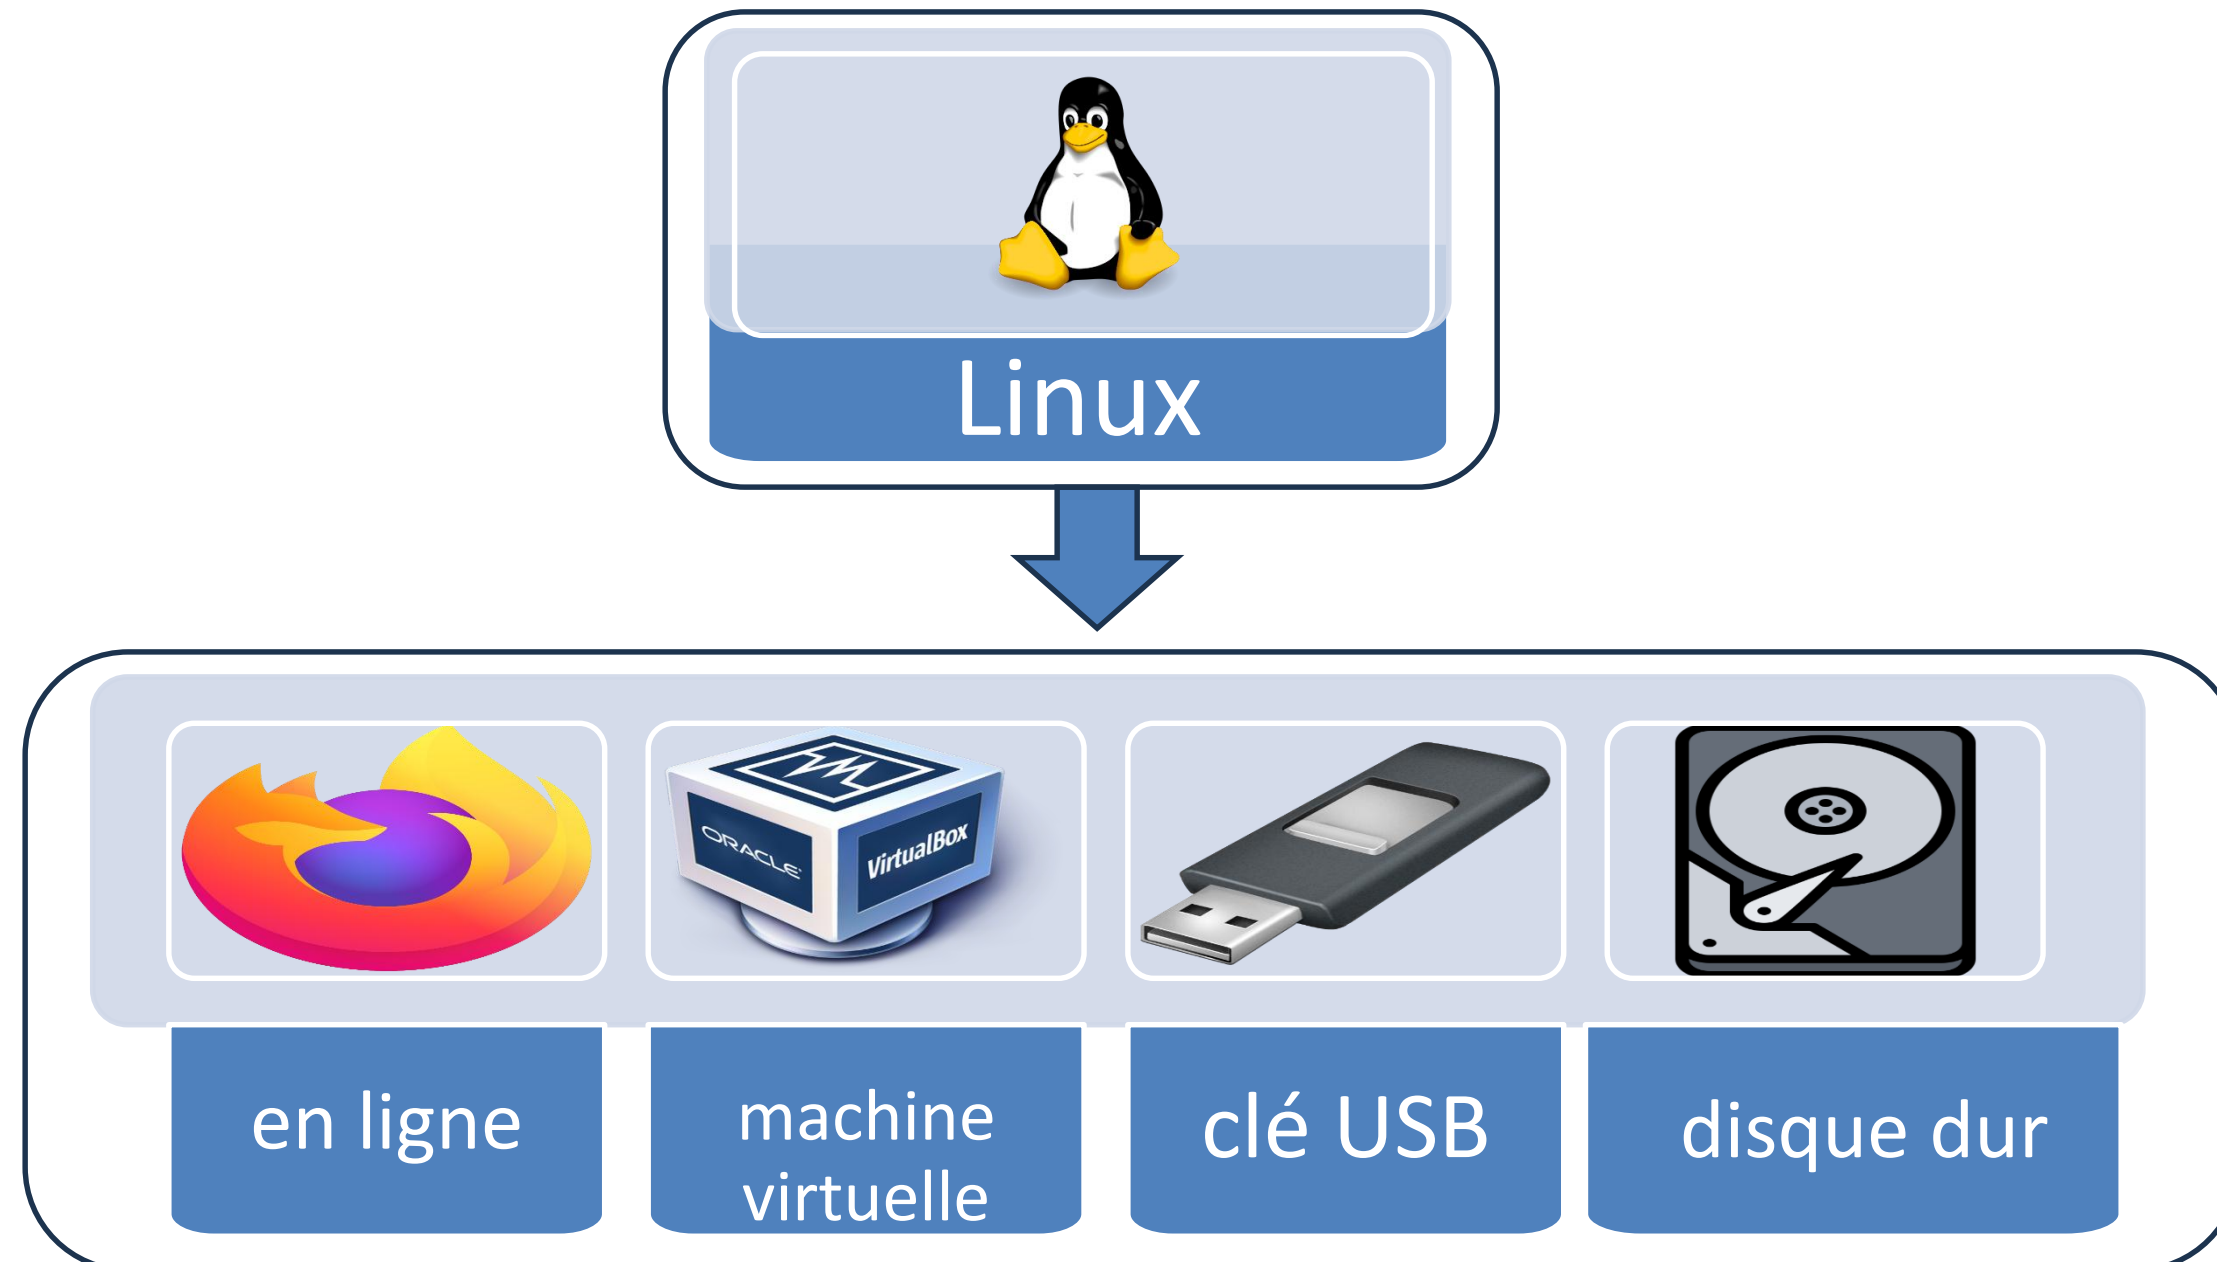 Linux
ORACLE
VirtualBox
en ligne
machine
virtuelle
clé USB
disque dur